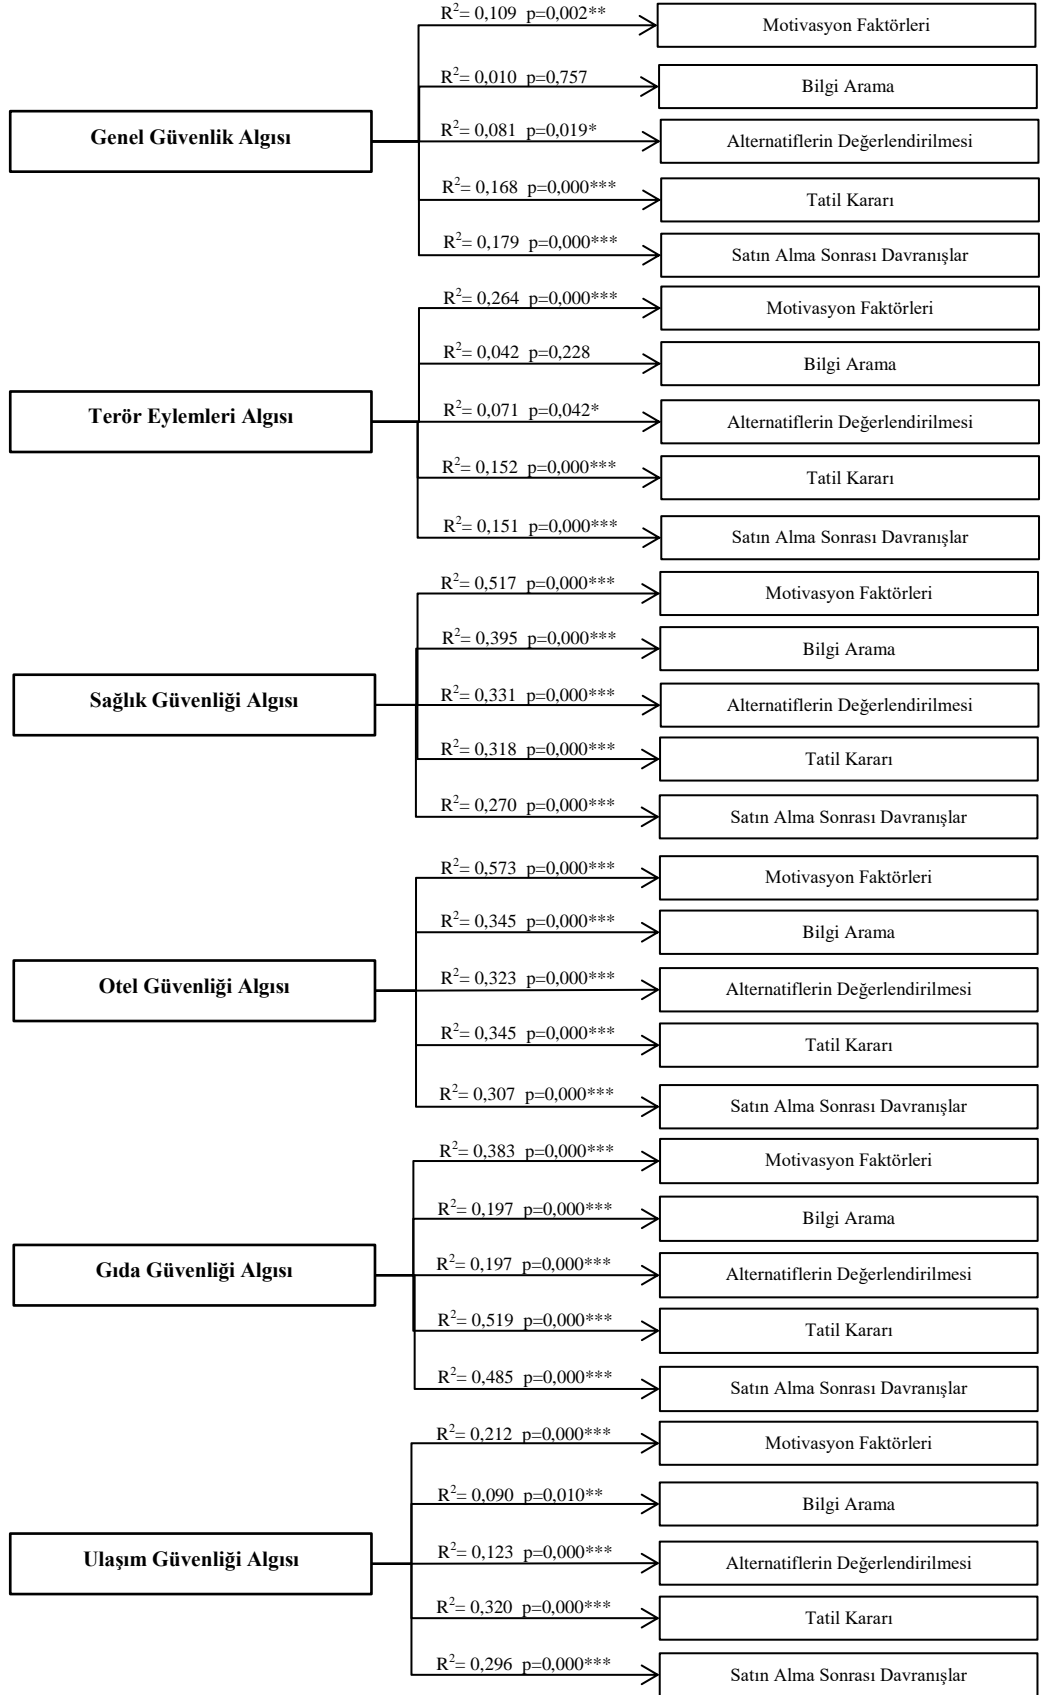 R²= 0,109 p=0,002**
Motivasyon Faktörleri
R²= 0,010 p=0,757
Bilgi Arama
Genel Güvenlik Algısı
R²= 0,081 p=0,019*
Alternatiflerin Değerlendirilmesi
R²= 0,168 p=0,000***
Tatil Kararı
R²= 0,179 p=0,000***
Satın Alma Sonrası Davranışlar
R²= 0,264 p=0,000***
Motivasyon Faktörleri
R²= 0,042 p=0,228
Bilgi Arama
Terör Eylemleri Algısı
R²= 0,071 p=0,042*
Alternatiflerin Değerlendirilmesi
R²= 0,152 p=0,000***
Tatil Kararı
R²= 0,151 p=0,000***
Satın Alma Sonrası Davranışlar
R²= 0,517 p=0,000***
Motivasyon Faktörleri
R²= 0,395 p=0,000***
Bilgi Arama
Sağlık Güvenliği Algısı
R²= 0,331 p=0,000***
Alternatiflerin Değerlendirilmesi
R²= 0,318 p=0,000***
Tatil Kararı
R²= 0,270 p=0,000***
Satın Alma Sonrası Davranışlar
R²= 0,573 p=0,000***
Motivasyon Faktörleri
R²= 0,345 p=0,000***
Bilgi Arama
Otel Güvenliği Algısı
R²= 0,323 p=0,000***
Alternatiflerin Değerlendirilmesi
R²= 0,345 p=0,000***
Tatil Kararı
R²= 0,307 p=0,000***
Satın Alma Sonrası Davranışlar
R²= 0,383 p=0,000***
Motivasyon Faktörleri
R²= 0,197 p=0,000***
Bilgi Arama
Gıda Güvenliği Algısı
R²= 0,197 p=0,000***
Alternatiflerin Değerlendirilmesi
R²= 0,519 p=0,000***
Tatil Kararı
R²= 0,485 p=0,000***
Satın Alma Sonrası Davranışlar
R²= 0,212 p=0,000***
Motivasyon Faktörleri
R²= 0,090 p=0,010**
Bilgi Arama
Ulaşım Güvenliği Algısı
R²= 0,123 p=0,000***
Alternatiflerin Değerlendirilmesi
R²= 0,320 p=0,000***
Tatil Kararı
R²= 0,296 p=0,000***
Satın Alma Sonrası Davranışlar